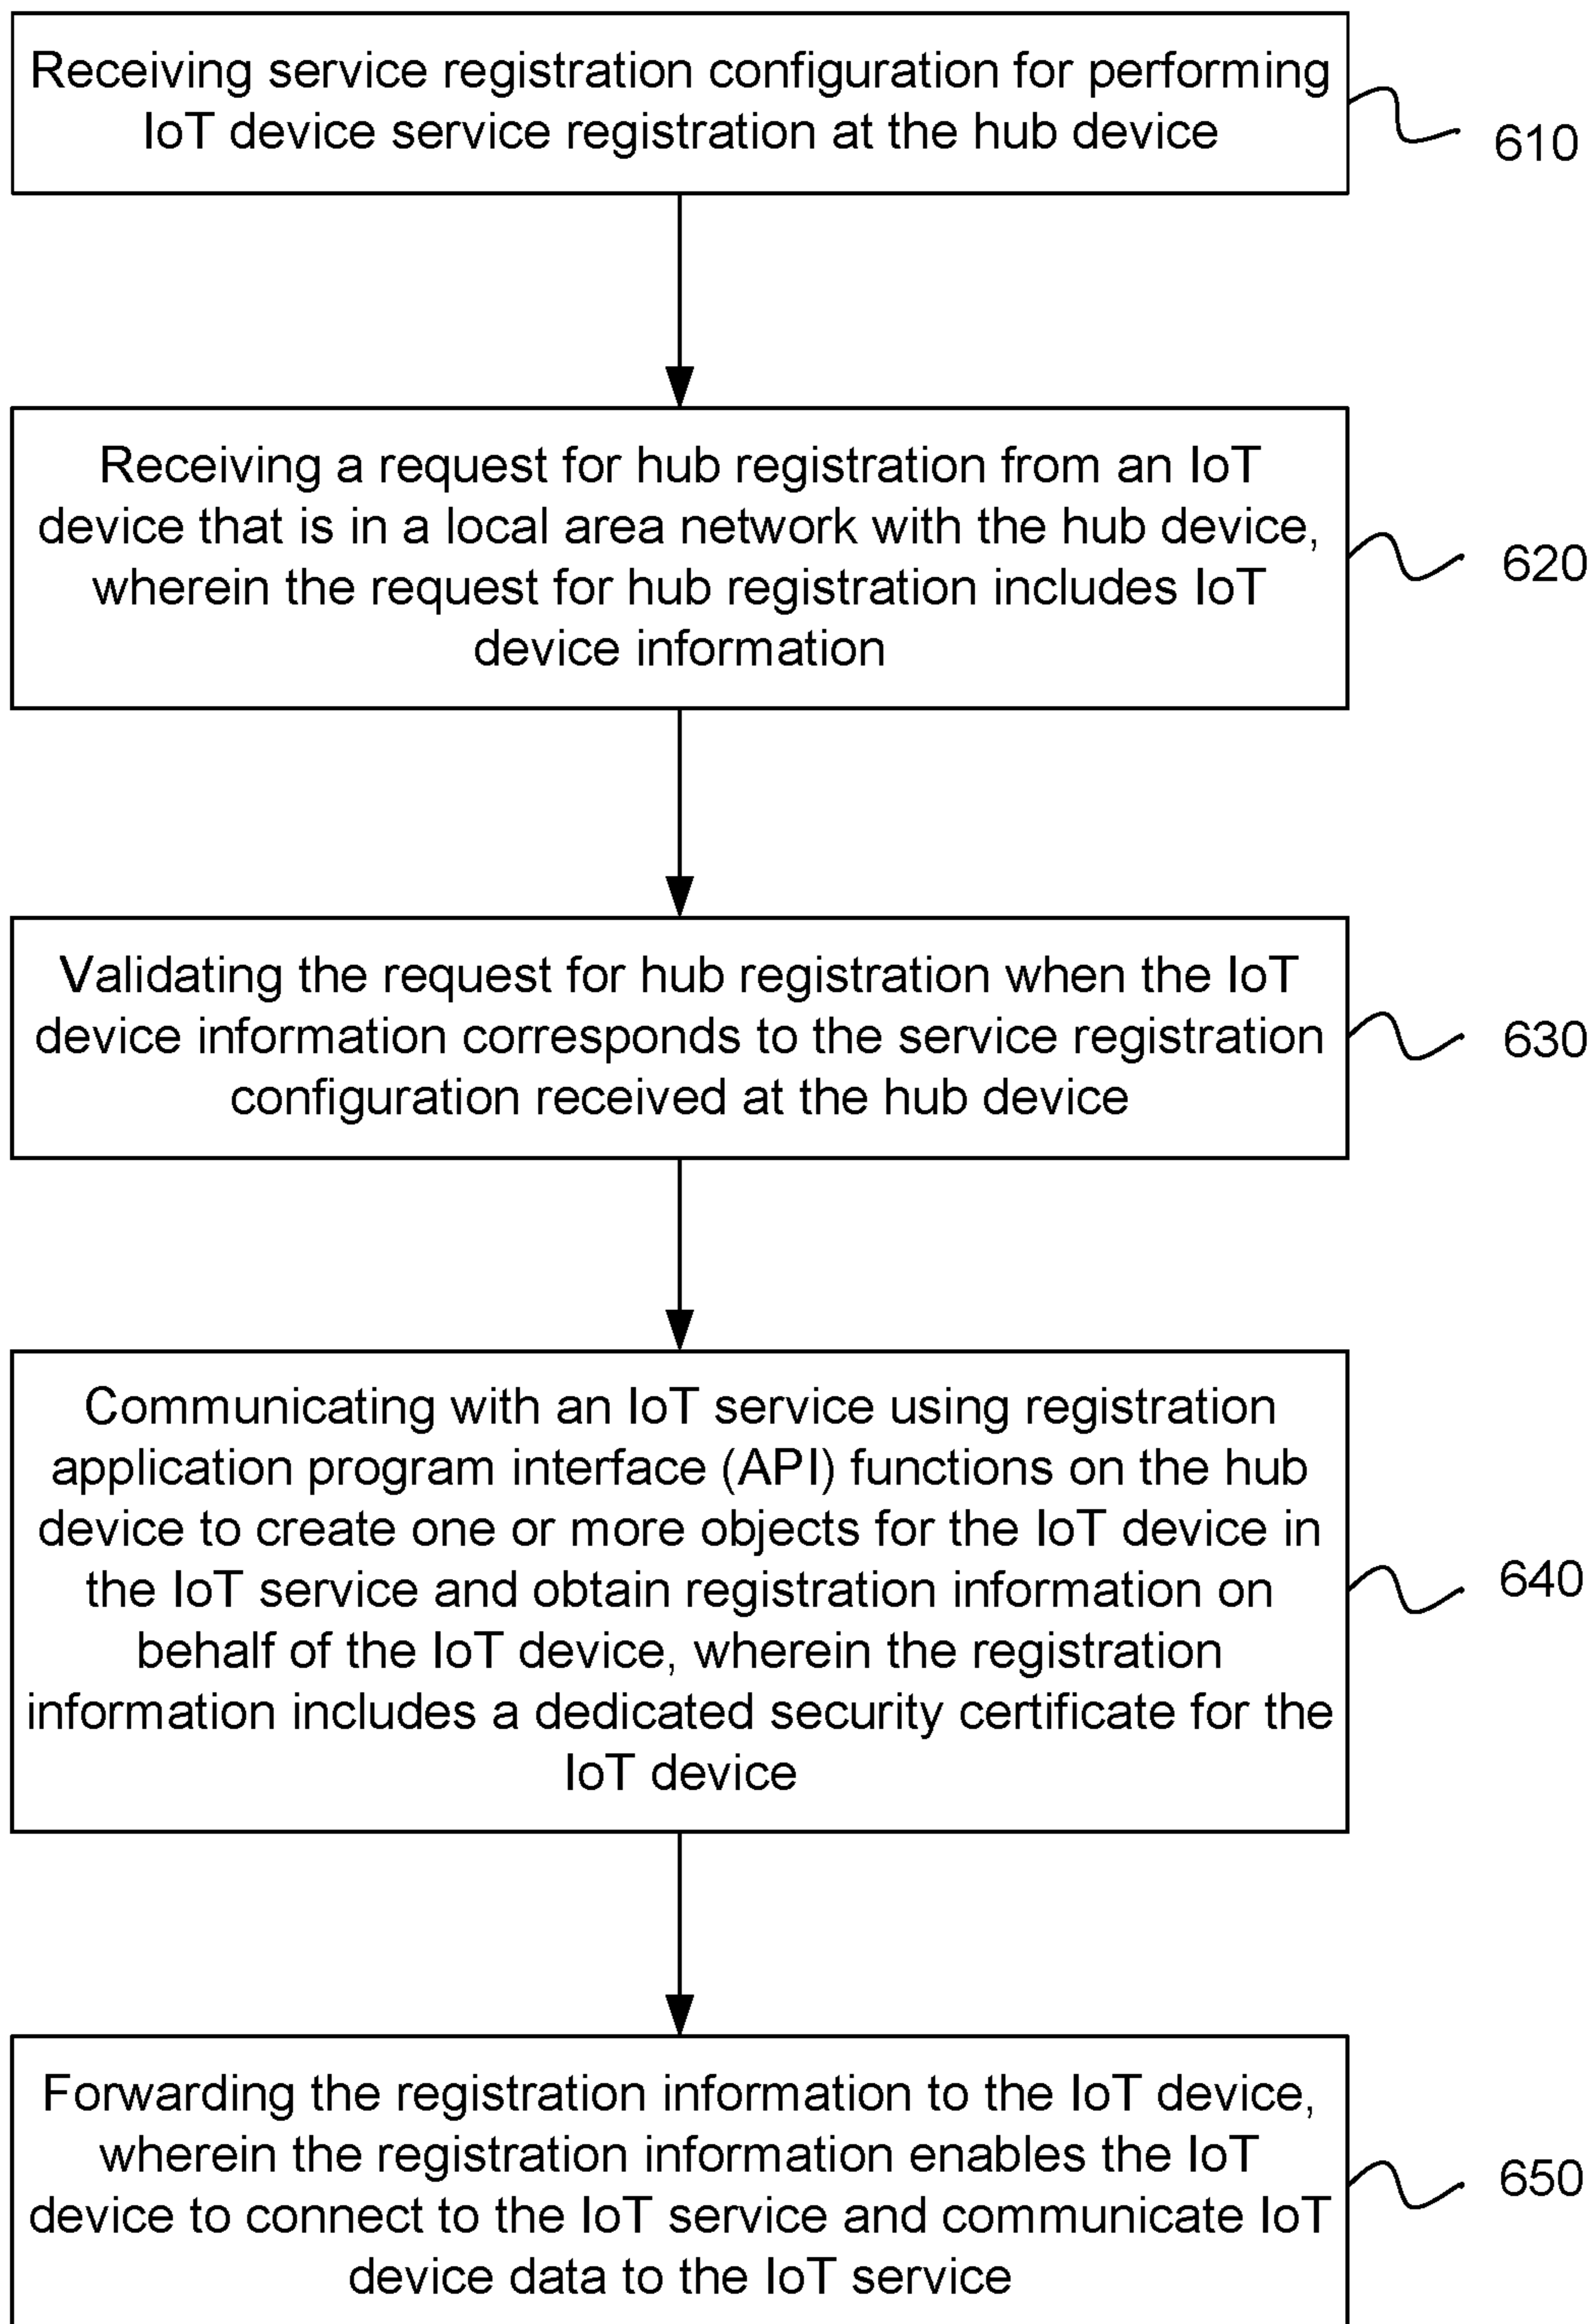 Receiving service registration configuration for performing
IoT device service registration at the hub device
610
Receiving a request for hub registration from an IoT
device that is in a local area network with the hub device,
wherein the request for hub registration includes IoT
device information
620
Validating the request for hub registration when the IoT
device information corresponds to the service registration
configuration received at the hub device
630
Communicating with an IoT service using registration
application program interface (API) functions on the hub
device to create one or more objects for the IoT device in
the IoT service and obtain registration information on
behalf of the IoT device, wherein the registration
information includes a dedicated security certificate for the
IoT device
640
Forwarding the registration information to the IoT device,
wherein the registration information enables the IoT
device to connect to the IoT service and communicate IoT
device data to the IoT service
650